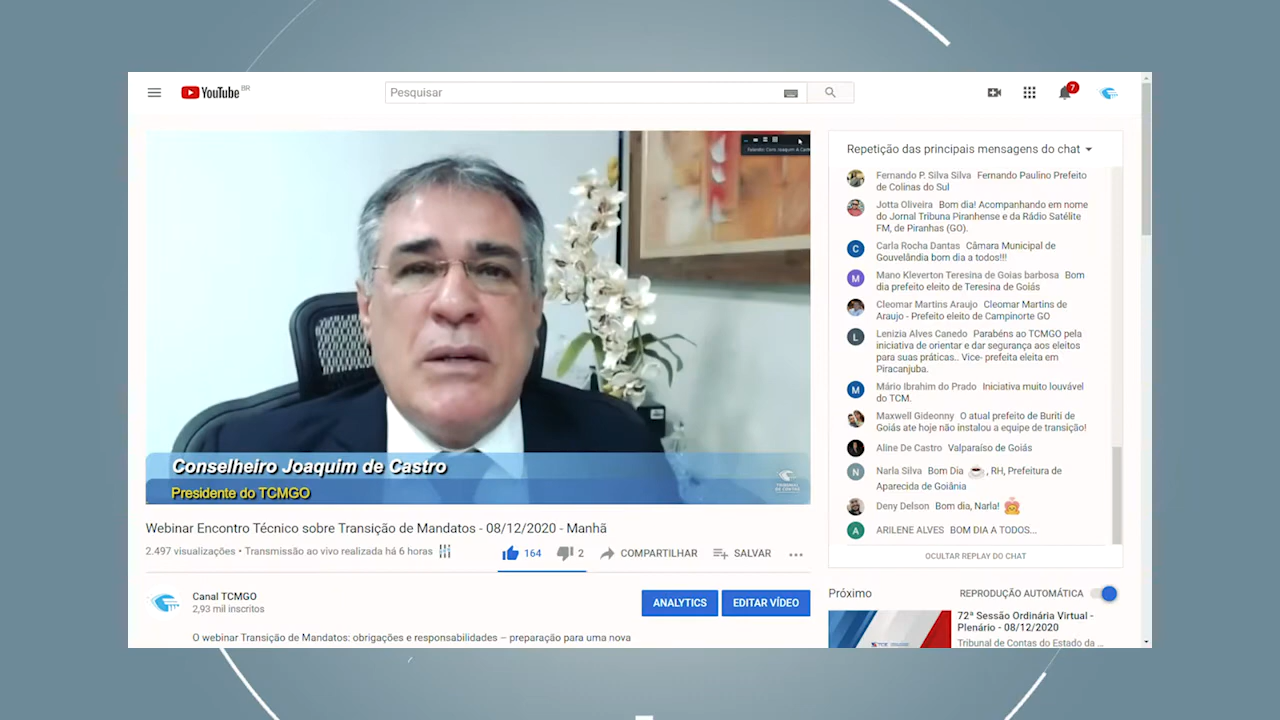 YouTube BR
Pesquisar
7
Conselheiro Joaquim de Castro
Presidente do TCMGO
Webinar Encontro Técnico sobre Transição de Mandatos - 08/12/2020 - Manhã
2.497 visualizações • Transmissão ao vivo realizada há 6 horas
164
2
COMPARTILHAR
SALVAR
Canal TCMGO
2,93 mil inscritos
ANALYTICS
EDITAR VÍDEO
O webinar Transição de Mandatos: obrigações e responsabilidades – preparação para uma nova
Repetição das principais mensagens do chat
Fernando P. Silva Silva Fernando Paulino Prefeito
de Colinas do Sul
Jotta Oliveira Bom dia! Acompanhando em nome
do Jornal Tribuna Piranhense e da Rádio Satélite
FM, de Piranhas (GO).
C
Carla Rocha Dantas Câmara Municipal de
Gouvelândia bom dia a todos!!!
M
Mano Kleverton Teresina de Goias barbosa Bom
dia prefeito eleito de Teresina de Goiás
Cleomar Martins Araujo Cleomar Martins de
Araujo - Prefeito eleito de Campinorte GO
L
Lenizia Alves Canedo Parabéns ao TCMGO pela
iniciativa de orientar e dar segurança aos eleitos
para suas práticas.. Vice- prefeita eleita em
Piracanjuba.
M
Mário Ibrahim do Prado Iniciativa muito louvável
do TCM.
Maxwell Gideonny O atual prefeito de Buriti de
Goiás ate hoje não instalou a equipe de transição!
Aline De Castro Valparaíso de Goiás
N
Narla Silva Bom Dia ☕, RH, Prefeitura de
Aparecida de Goiânia
Deny Delson Bom dia, Narla!
A
ARILENE ALVES BOM DIA A TODOS...
OCULTAR REPLAY DO CHAT
Próximo
REPRODUÇÃO AUTOMÁTICA
72ª Sessão Ordinária Virtual -
Plenário - 08/12/2020
Tribunal de Contas do Estado da ...